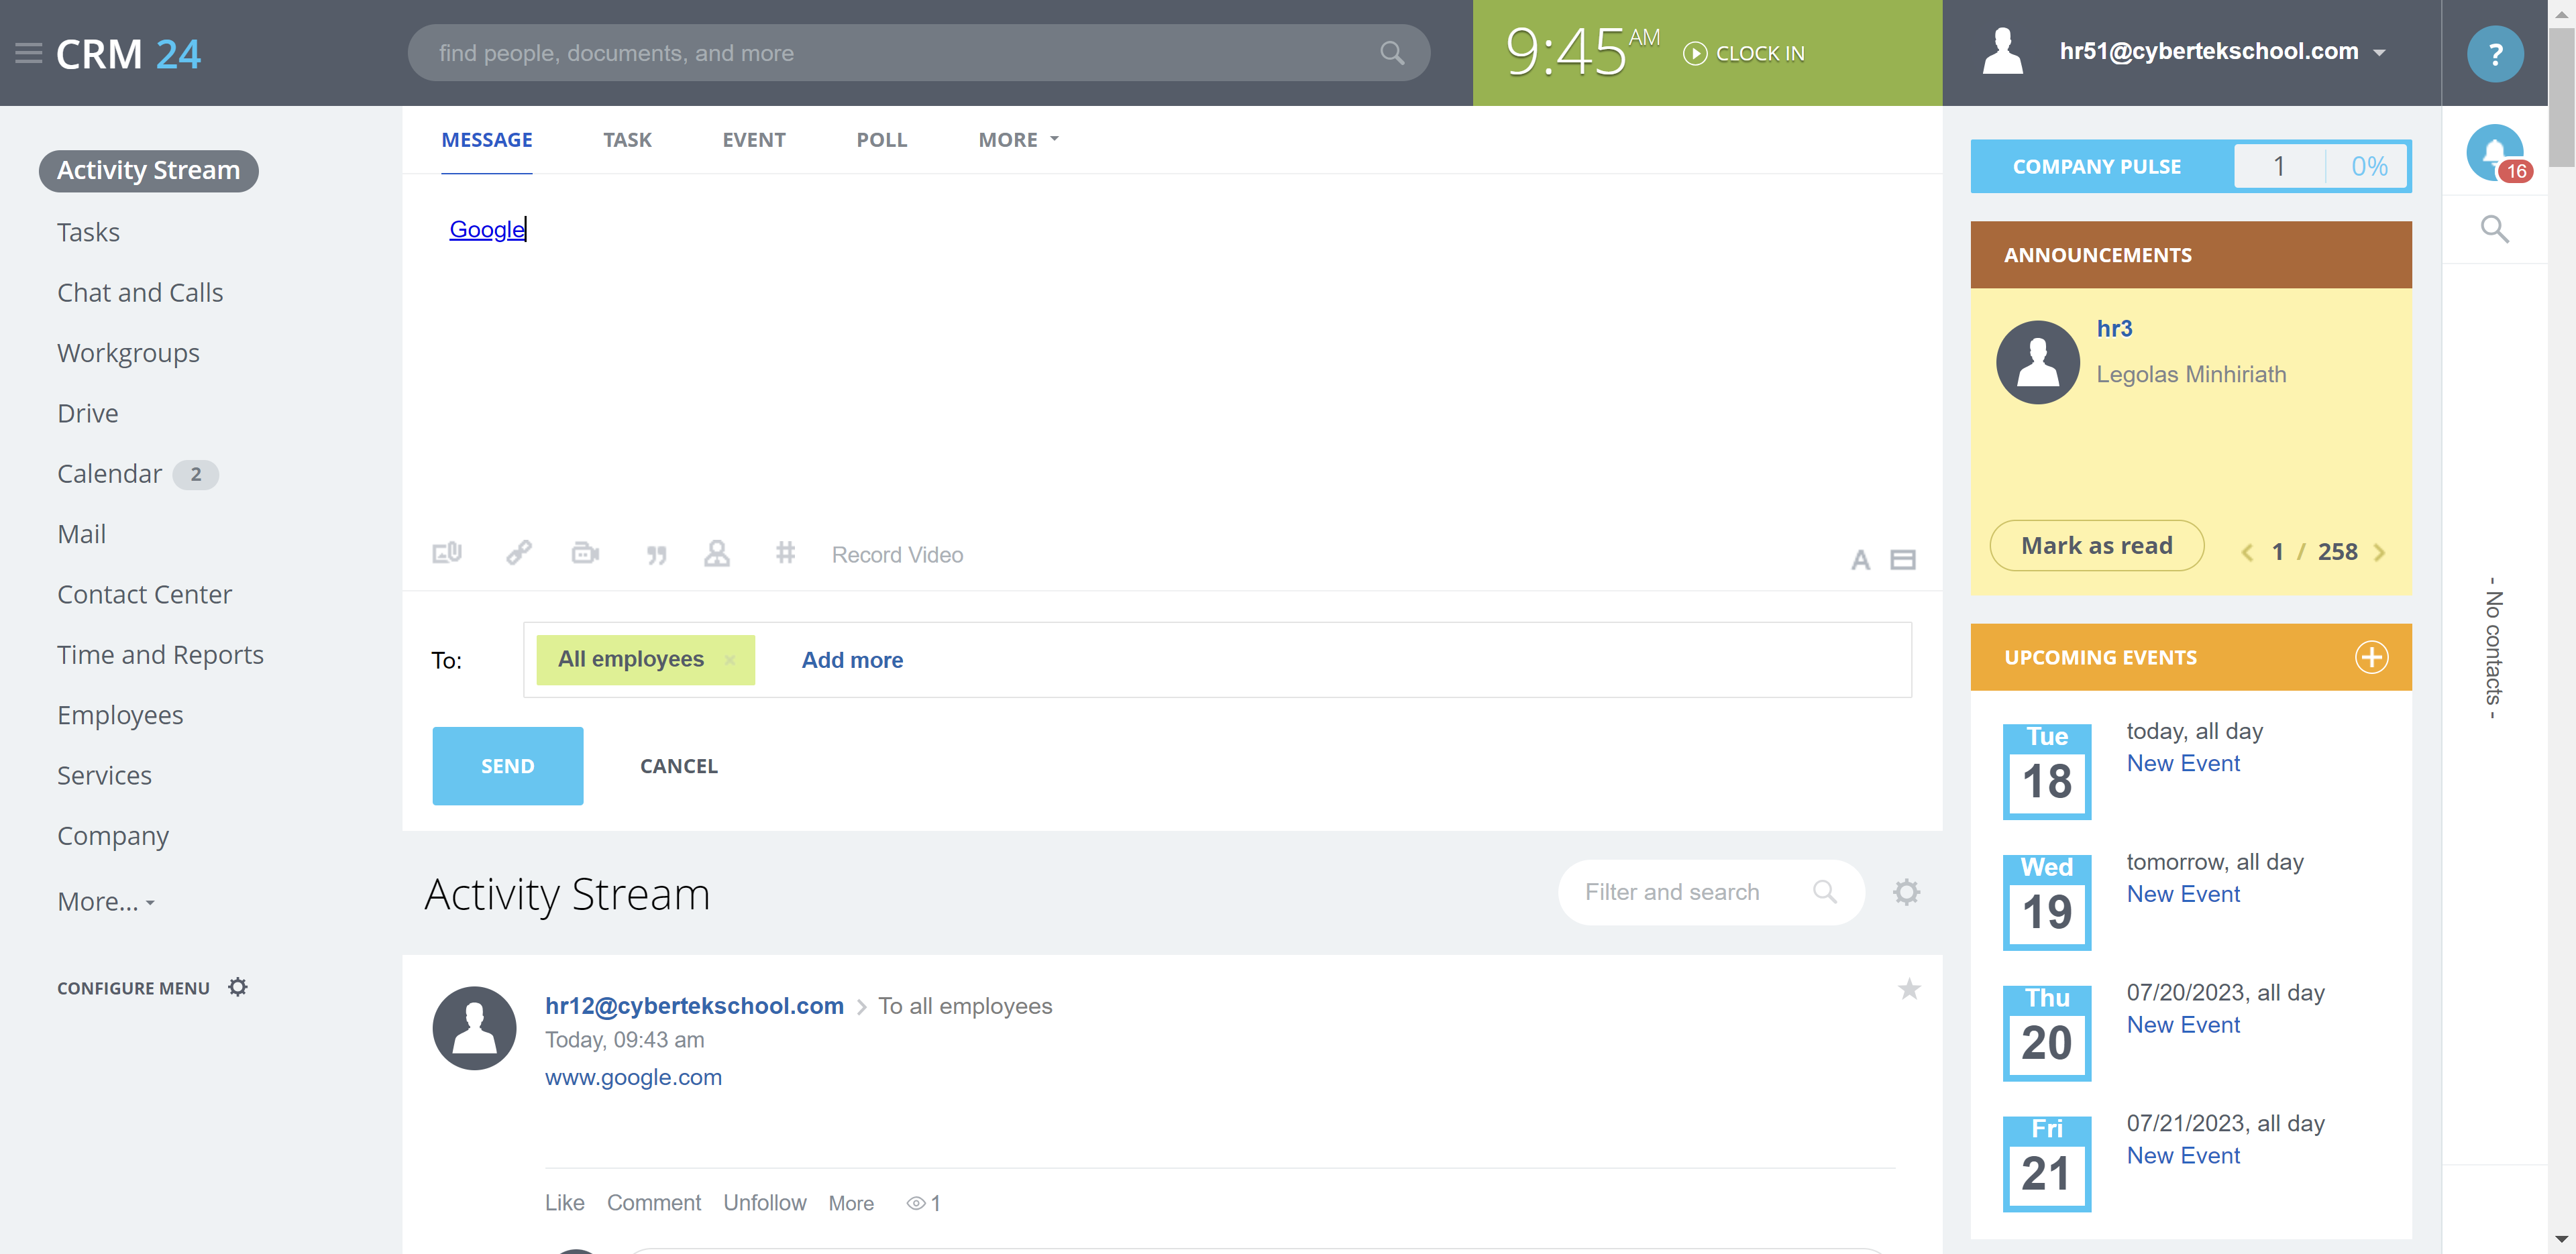 CRM 24
find people, documents, and more
9:45 AM CLOCK IN
hr51@cybertekschool.com
?
Activity Stream
Tasks
Chat and Calls
Workgroups
Drive
Calendar 2
Mail
Contact Center
Time and Reports
Employees
Services
Company
More...
CONFIGURE MENU
MESSAGE TASK EVENT POLL MORE
Google
Record Video
A
To: All employees × Add more
SEND CANCEL
Activity Stream
Filter and search
hr12@cybertekschool.com To all employees
Today, 09:43 am
www.google.com
Like Comment Unfollow More 1
COMPANY PULSE 1 0%
ANNOUNCEMENTS
hr3
Legolas Minhiriath
Mark as read 1 / 258
UPCOMING EVENTS
Tue
18
today, all day
New Event
Wed
19
tomorrow, all day
New Event
Thu
20
07/20/2023, all day
New Event
Fri
21
07/21/2023, all day
New Event
16
- No contacts -